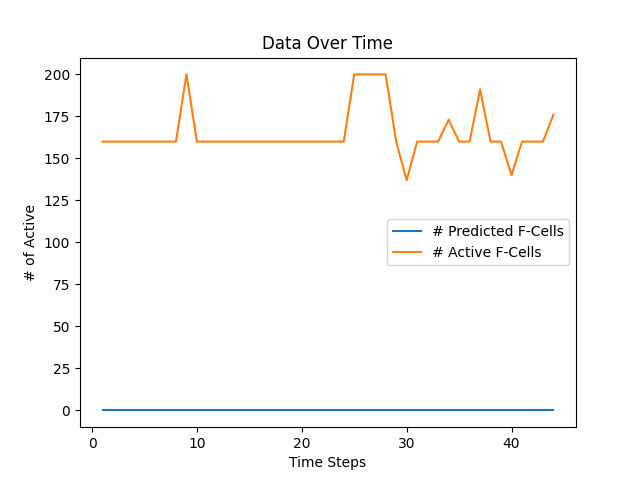 Data Over Time
# of Active
200
175
150
125
100
75
50
25
0
# Predicted F-Cells
# Active F-Cells
0 10 20 30 40
Time Steps